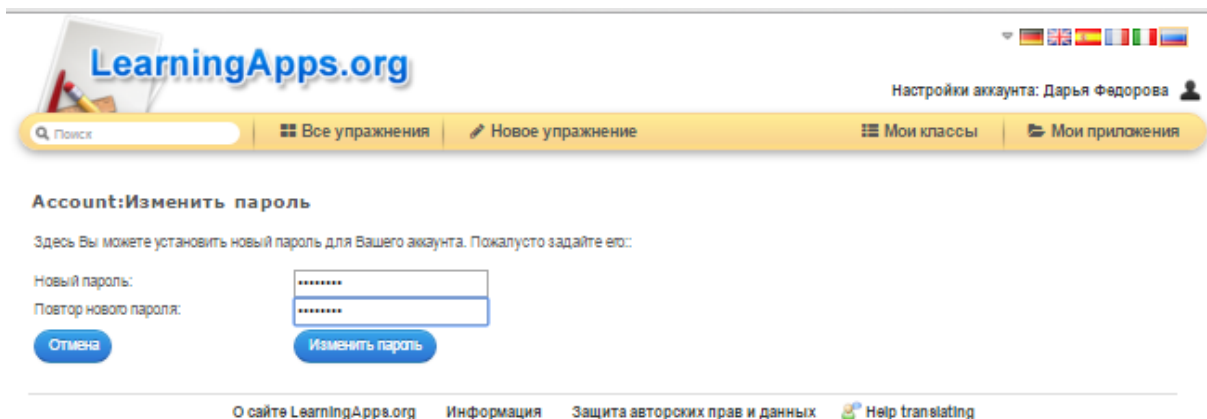 LearningApps.org
Настройки аккаунта: Дарья Федорова
Поиск Все упражнения Новое упражнение Мои классы Мои приложения
Account:Изменить пароль
Здесь Вы можете установить новый пароль для Вашего аккаунта. Пожалусто задайте его::
Новый пароль: ••••••••
Повтор нового пароля: ••••••••
Отмена Изменить пароль
О сайте LearningApps.org Информация Защита авторских прав и данных Help translating